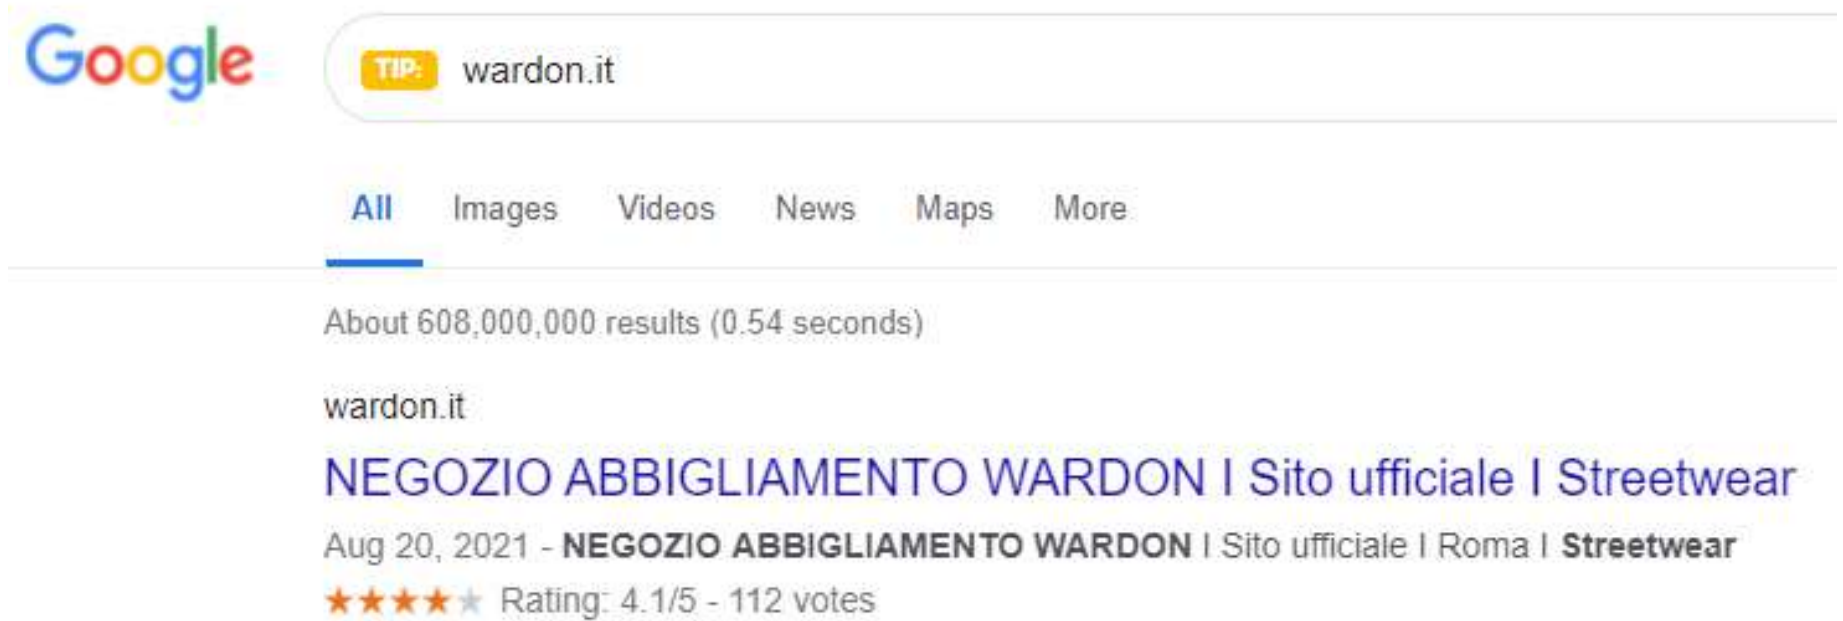 Google
TIP: wardon.it
All Images Videos News Maps More
About 608,000,000 results (0.54 seconds)
wardon.it
NEGOZIO ABBIGLIAMENTO WARDON I Sito ufficiale I Streetwear
Aug 20, 2021 - NEGOZIO ABBIGLIAMENTO WARDON I Sito ufficiale I Roma I Streetwear
Rating: 4.1/5 - 112 votes